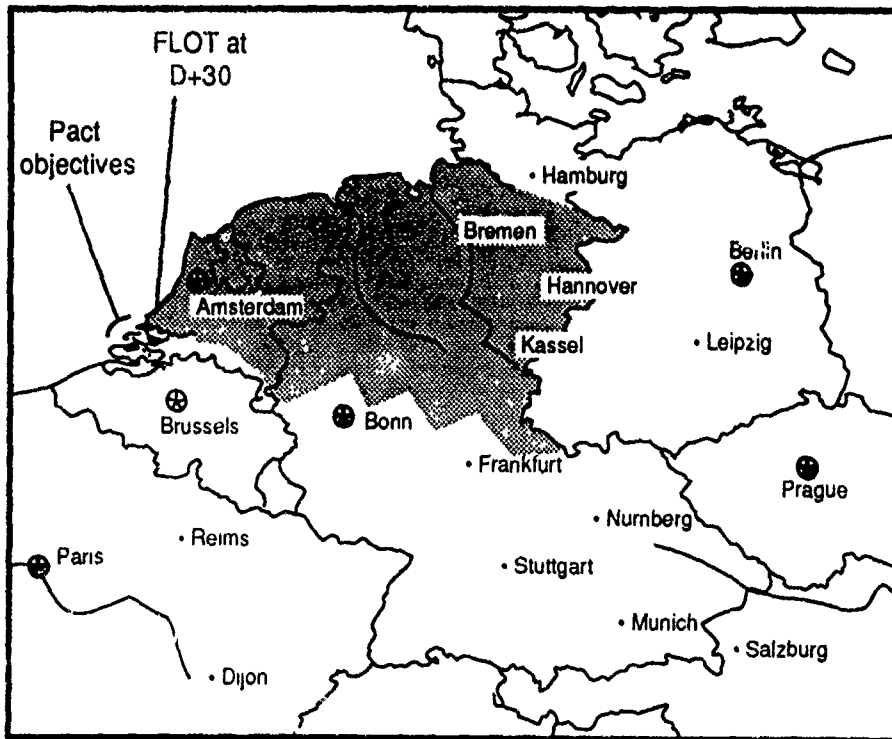 FLOT at
D+30
Pact
objectives
Hamburg
Bremen
Berlin
Hannover
Amsterdam
Kassel
Leipzig
Brussels
Bonn
Frankfurt
Prague
Nurnberg
Reims
Paris
Stuttgart
Munich
Salzburg
Dijon